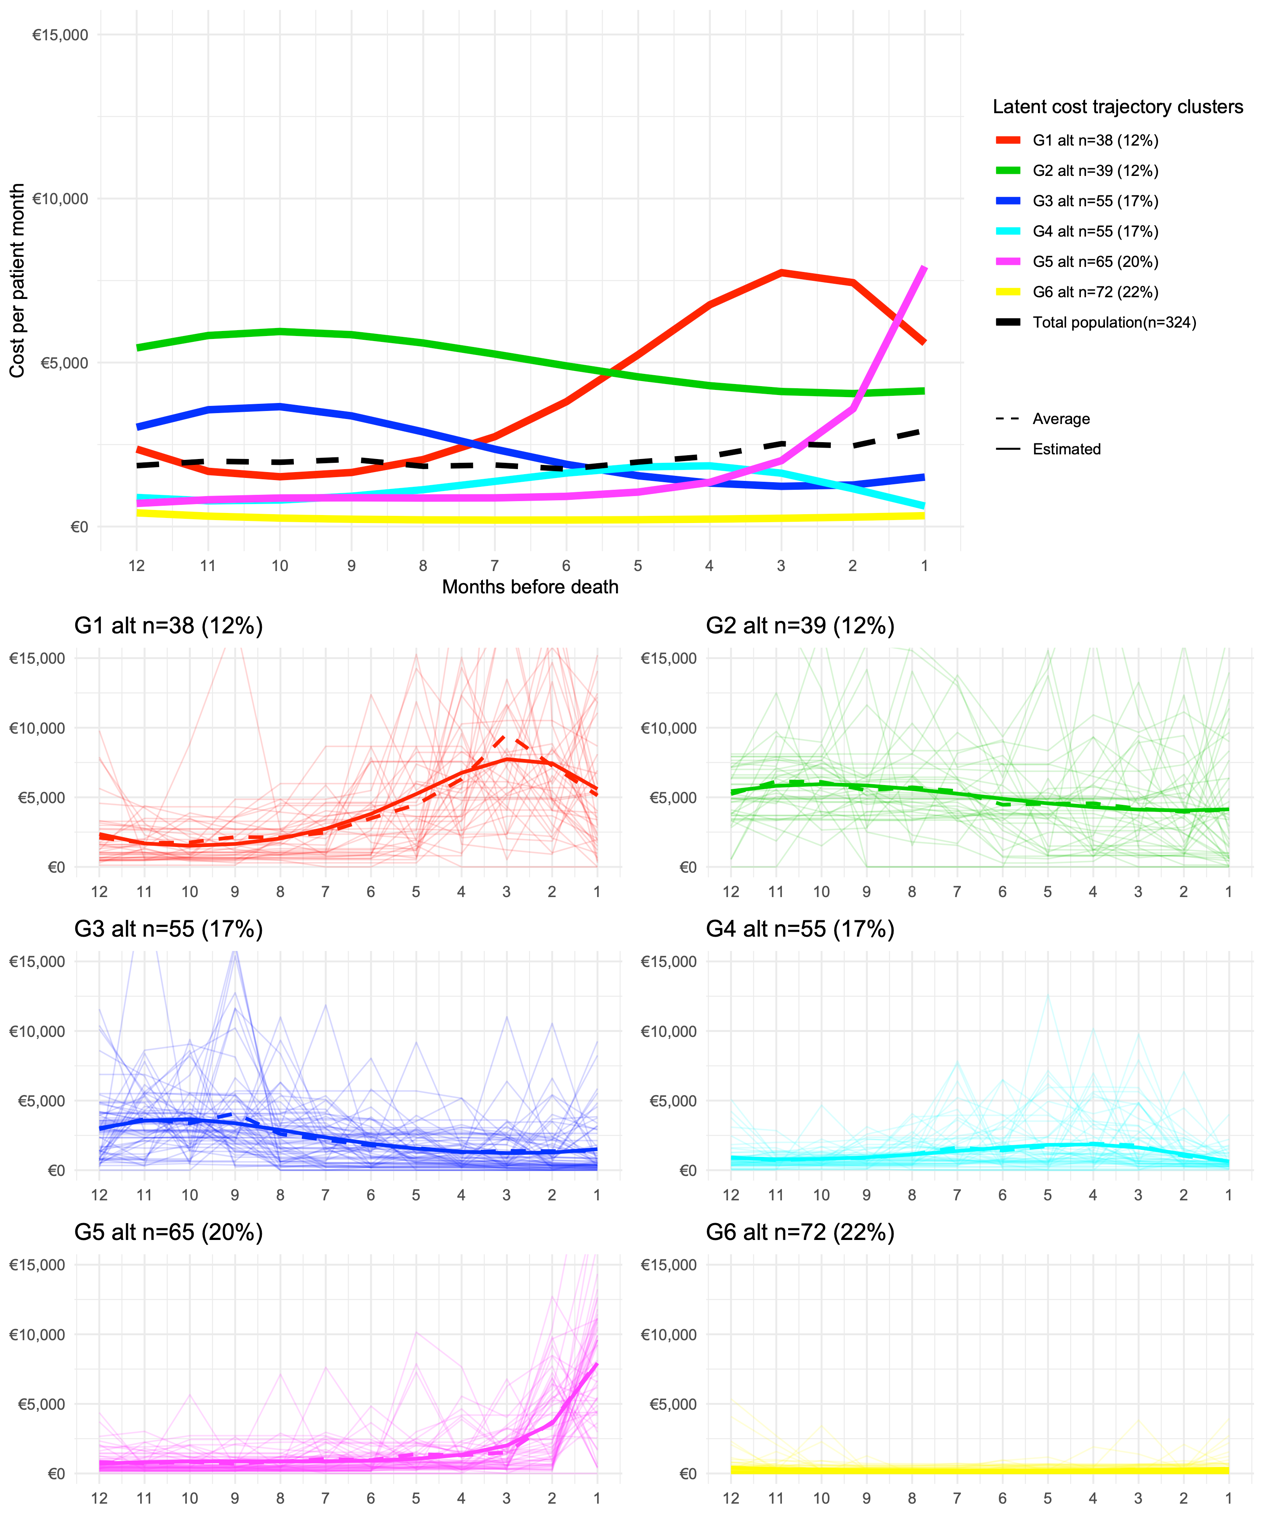 €15,000
€10,000
€5,000
€0
Cost per patient month
12 11 10 9 8 7 6 5 4 3 2 1
Months before death
Latent cost trajectory clusters
G1 alt n=38 (12%)
G2 alt n=39 (12%)
G3 alt n=55 (17%)
G4 alt n=55 (17%)
G5 alt n=65 (20%)
G6 alt n=72 (22%)
Total population(n=324)
Average
Estimated
G1 alt n=38 (12%)
€15,000
€10,000
€5,000
€0
12 11 10 9 8 7 6 5 4 3 2 1
G2 alt n=39 (12%)
€15,000
€10,000
€5,000
€0
12 11 10 9 8 7 6 5 4 3 2 1
G3 alt n=55 (17%)
€15,000
€10,000
€5,000
€0
12 11 10 9 8 7 6 5 4 3 2 1
G4 alt n=55 (17%)
€15,000
€10,000
€5,000
€0
12 11 10 9 8 7 6 5 4 3 2 1
G5 alt n=65 (20%)
€15,000
€10,000
€5,000
€0
12 11 10 9 8 7 6 5 4 3 2 1
G6 alt n=72 (22%)
€15,000
€10,000
€5,000
€0
12 11 10 9 8 7 6 5 4 3 2 1